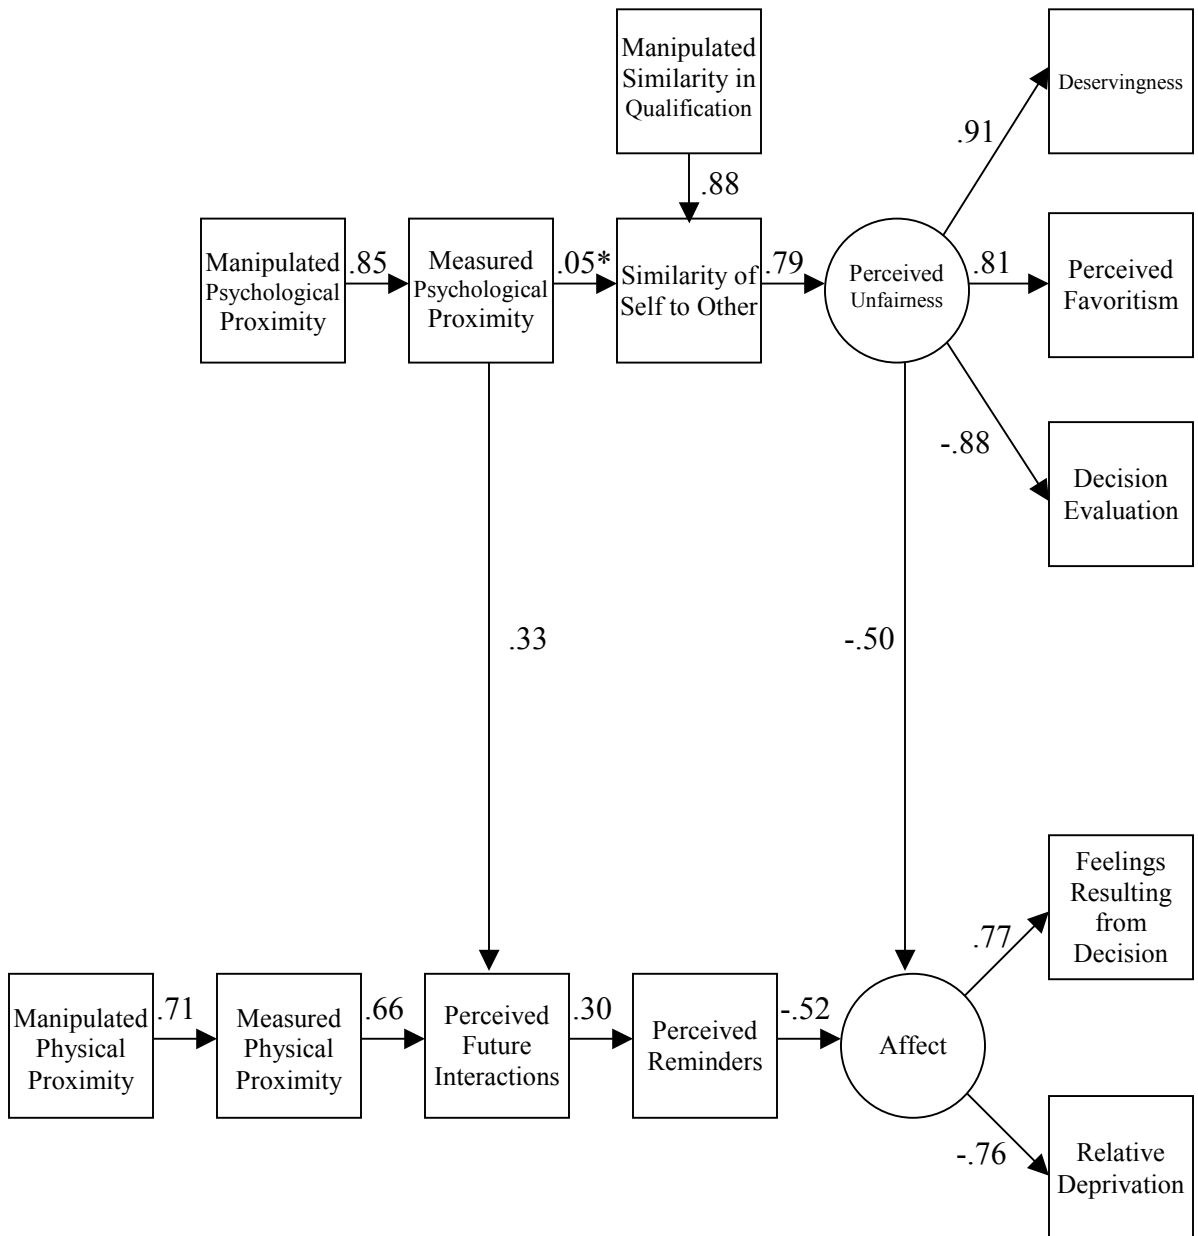 Manipulated
Similarity in
Qualification
Deservingness
.91
.88
Manipulated
Psychological
Proximity
.85
Measured
Psychological
Proximity
.05*
Similarity of
Self to Other
.79
Perceived
Unfairness
.81
Perceived
Favoritism
-.88
Decision
Evaluation
.33
-.50
Feelings
Resulting
from
Decision
.77
Manipulated
Physical
Proximity
.71
Measured
Physical
Proximity
.66
Perceived
Future
Interactions
.30
Perceived
Reminders
-.52
Affect
-.76
Relative
Deprivation